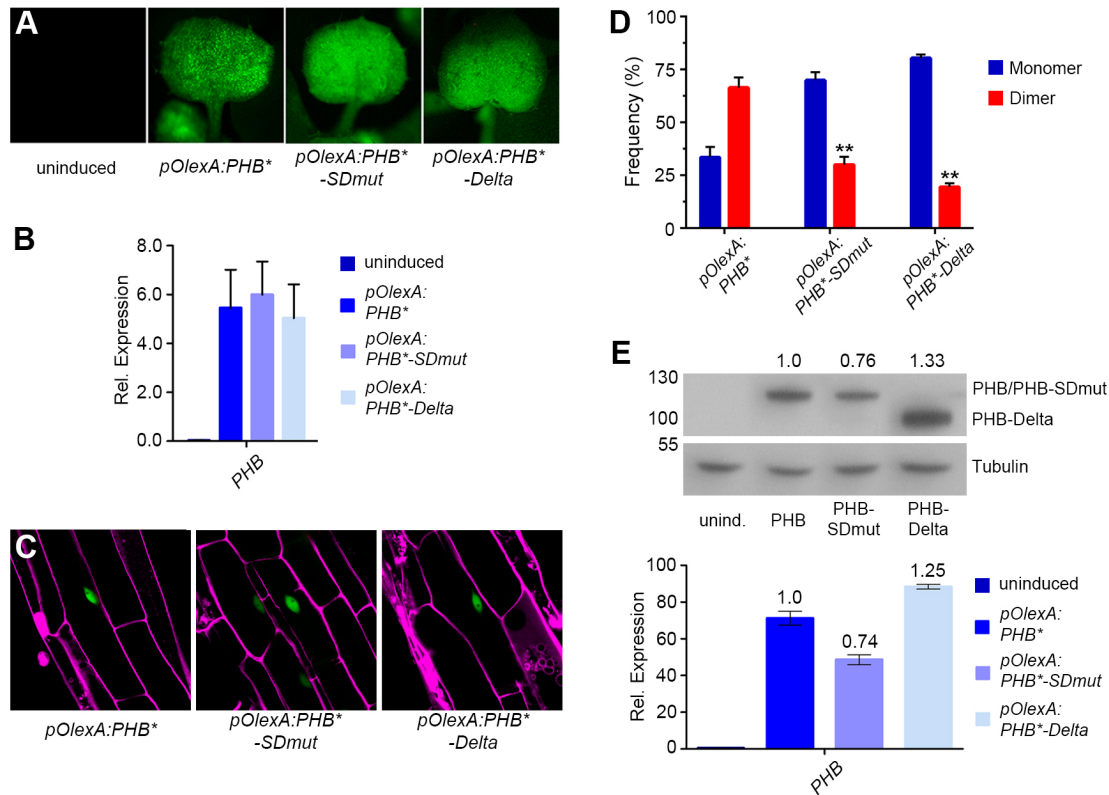 A
uninduced
pOlexA:PHB*
pOlexA:PHB*
-SDmut
pOlexA:PHB*
-Delta
B
Rel. Expression
8.0
6.0
4.0
2.0
0.0
PHB
uninduced
pOlexA:
PHB*
pOlexA:
PHB*-SDmut
pOlexA:
PHB*-Delta
C
pOlexA:PHB*
pOlexA:PHB*
-SDmut
pOlexA:PHB*
-Delta
D
Frequency (%)
100
75
50
25
0
**
**
Monomer
Dimer
pOlexA:
PHB*
pOlexA:
PHB*-SDmut
pOlexA:
PHB*-Delta
E
1.0 0.76 1.33
130
100
55
PHB/PHB-SDmut
PHB-Delta
Tubulin
unind.
PHB
PHB-
SDmut
PHB-
Delta
Rel. Expression
100
80
60
40
20
0
1.0
0.74
1.25
PHB
uninduced
pOlexA:
PHB*
pOlexA:
PHB*-SDmut
pOlexA:
PHB*-Delta